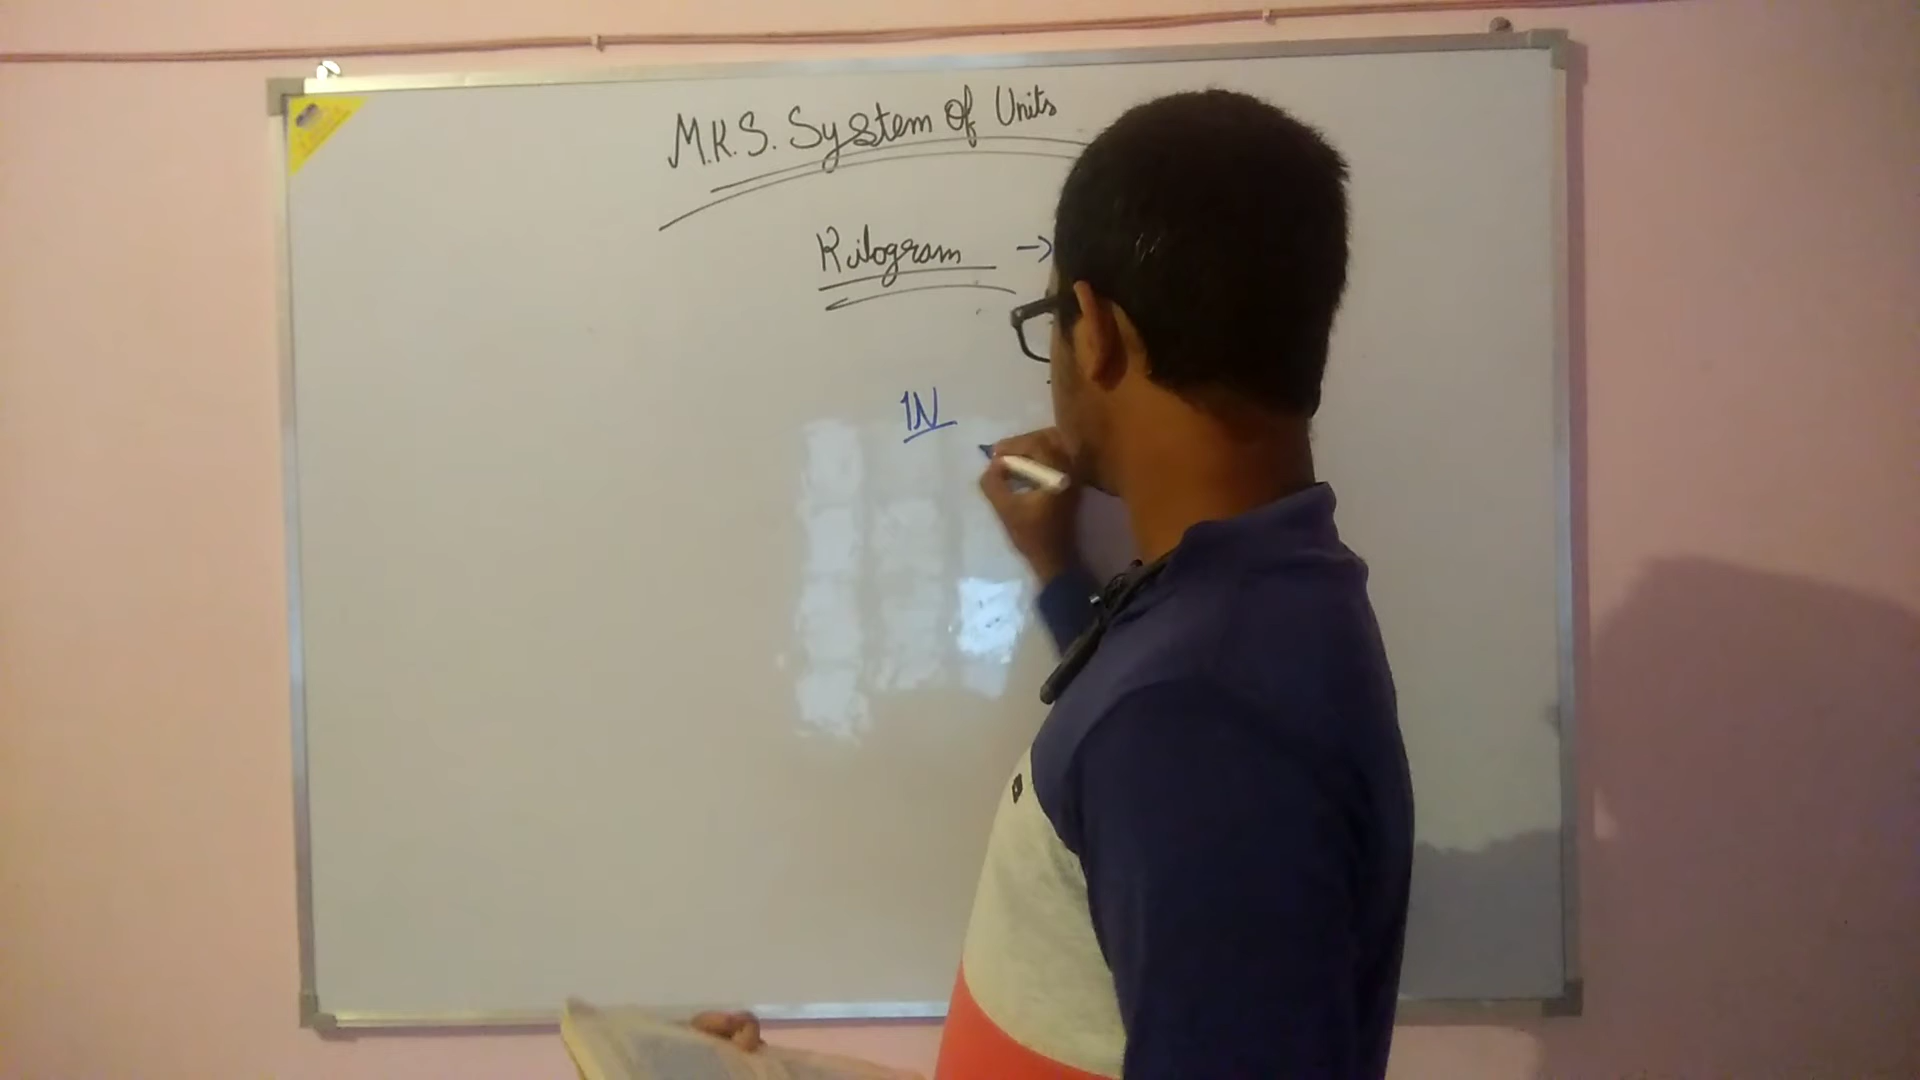 M.K.S. System Of Units
Kilogram →
1N